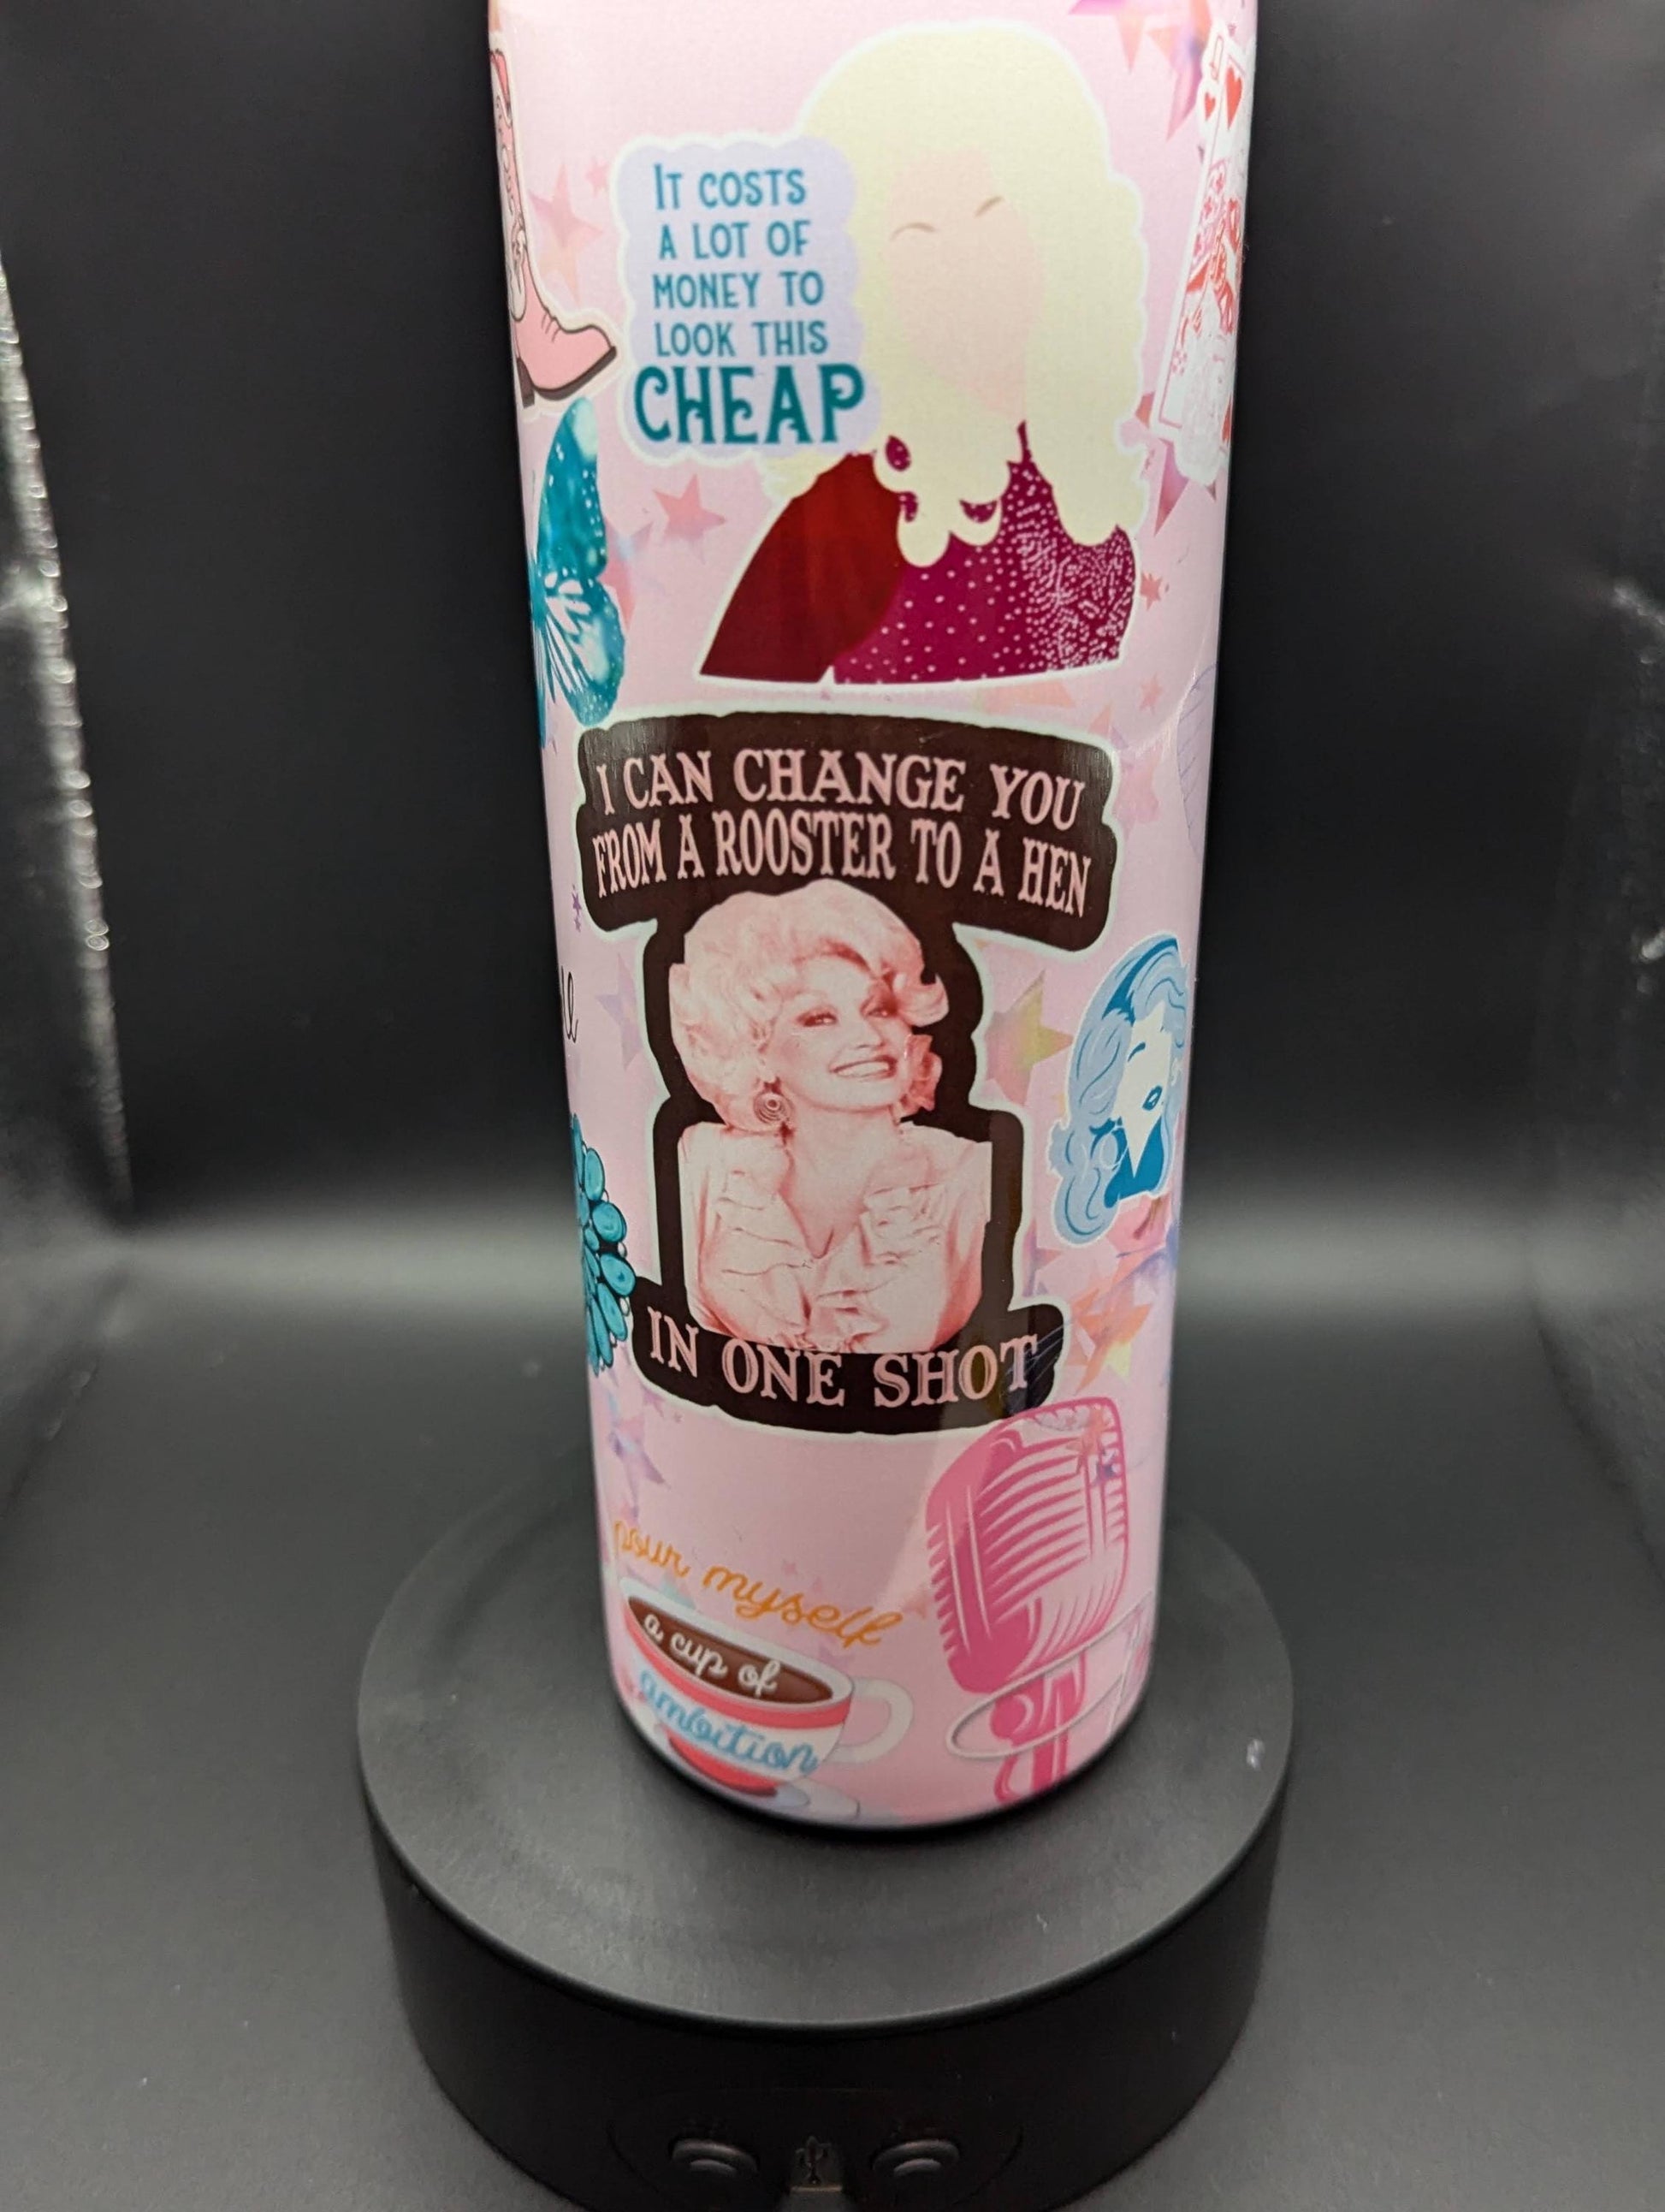 IT COSTS
A LOT OF
MONEY TO
LOOK THIS
CHEAP
I CAN CHANGE YOU
FROM A ROOSTER TO A HEN
IN ONE SHOT
pour myself
a cup of
ambition